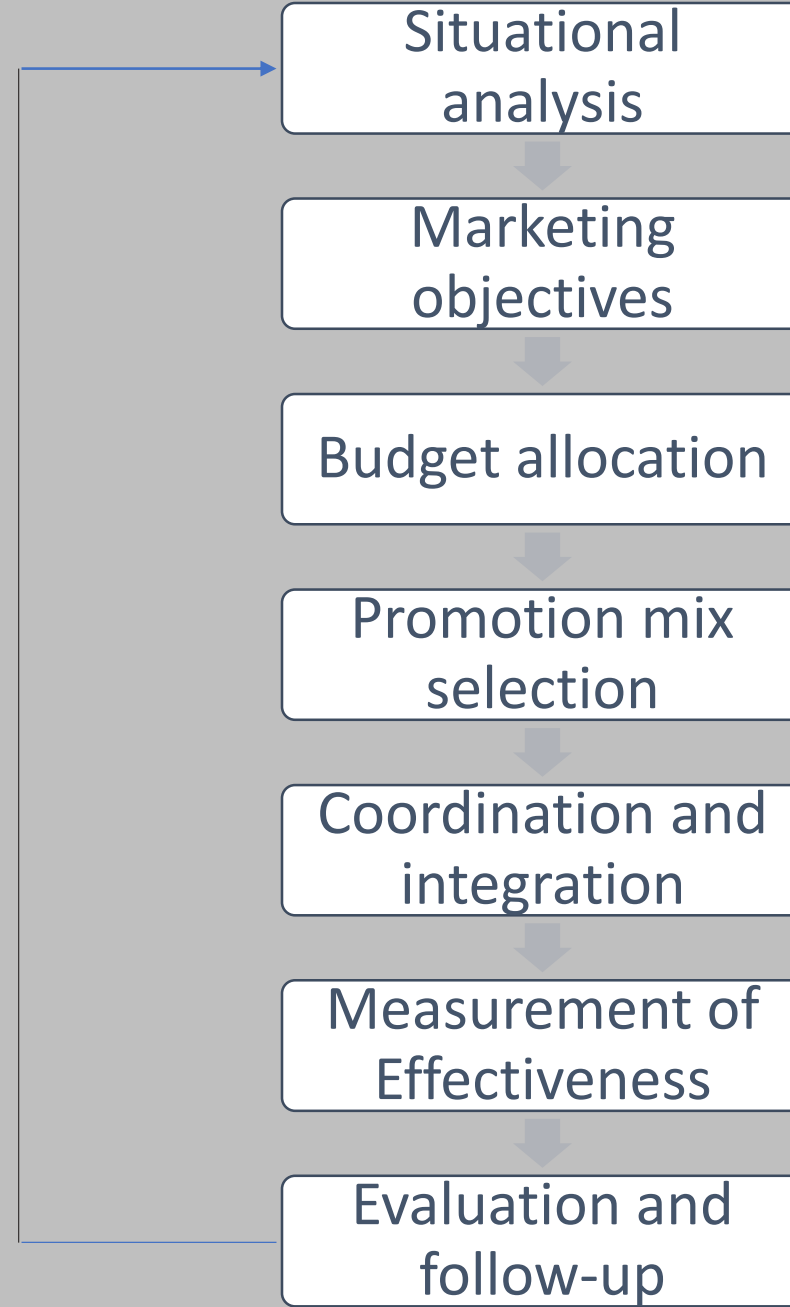 Situational
analysis
Marketing
objectives
Budget allocation
Promotion mix
selection
Coordination and
integration
Measurement of
Effectiveness
Evaluation and
follow-up